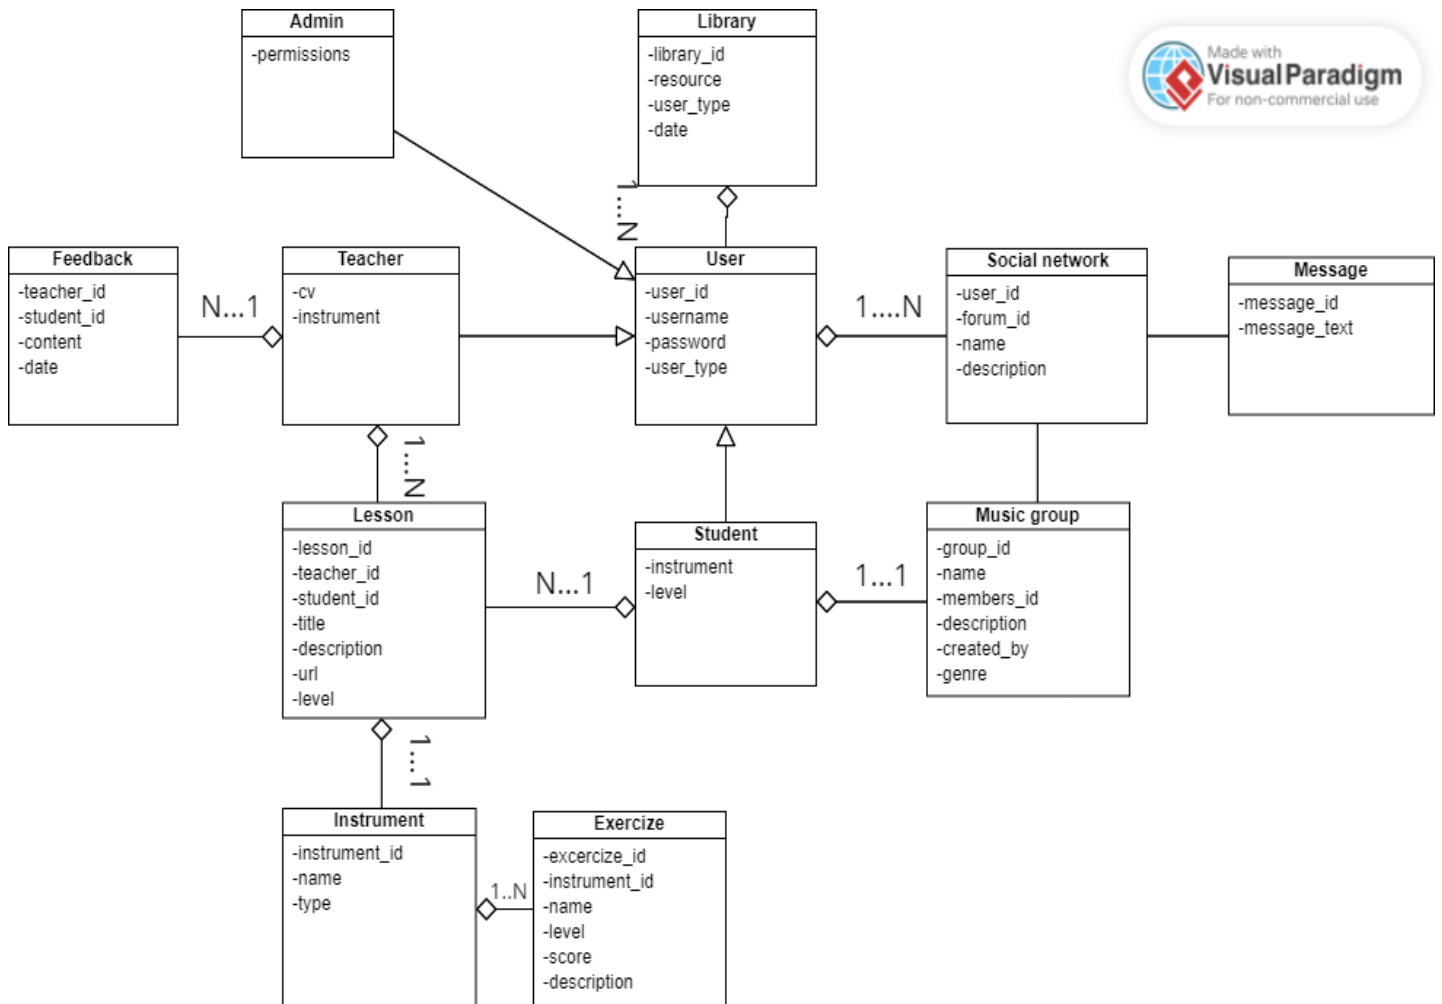 Admin
-permissions
Library
-library_id
-resource
-user_type
-date
Made with
Visual Paradigm
For non-commercial use
1....N
Feedback
-teacher_id
-student_id
-content
-date
N...1
Teacher
-cv
-instrument
User
-user_id
-username
-password
-user_type
1....N
Social network
-user_id
-forum_id
-name
-description
Message
-message_id
-message_text
1....N
Lesson
-lesson_id
-teacher_id
-student_id
-title
-description
-url
-level
N...1
Student
-instrument
-level
1...1
Music group
-group_id
-name
-members_id
-description
-created_by
-genre
1....1
Instrument
-instrument_id
-name
-type
1..N
Exercize
-excercize_id
-instrument_id
-name
-level
-score
-description